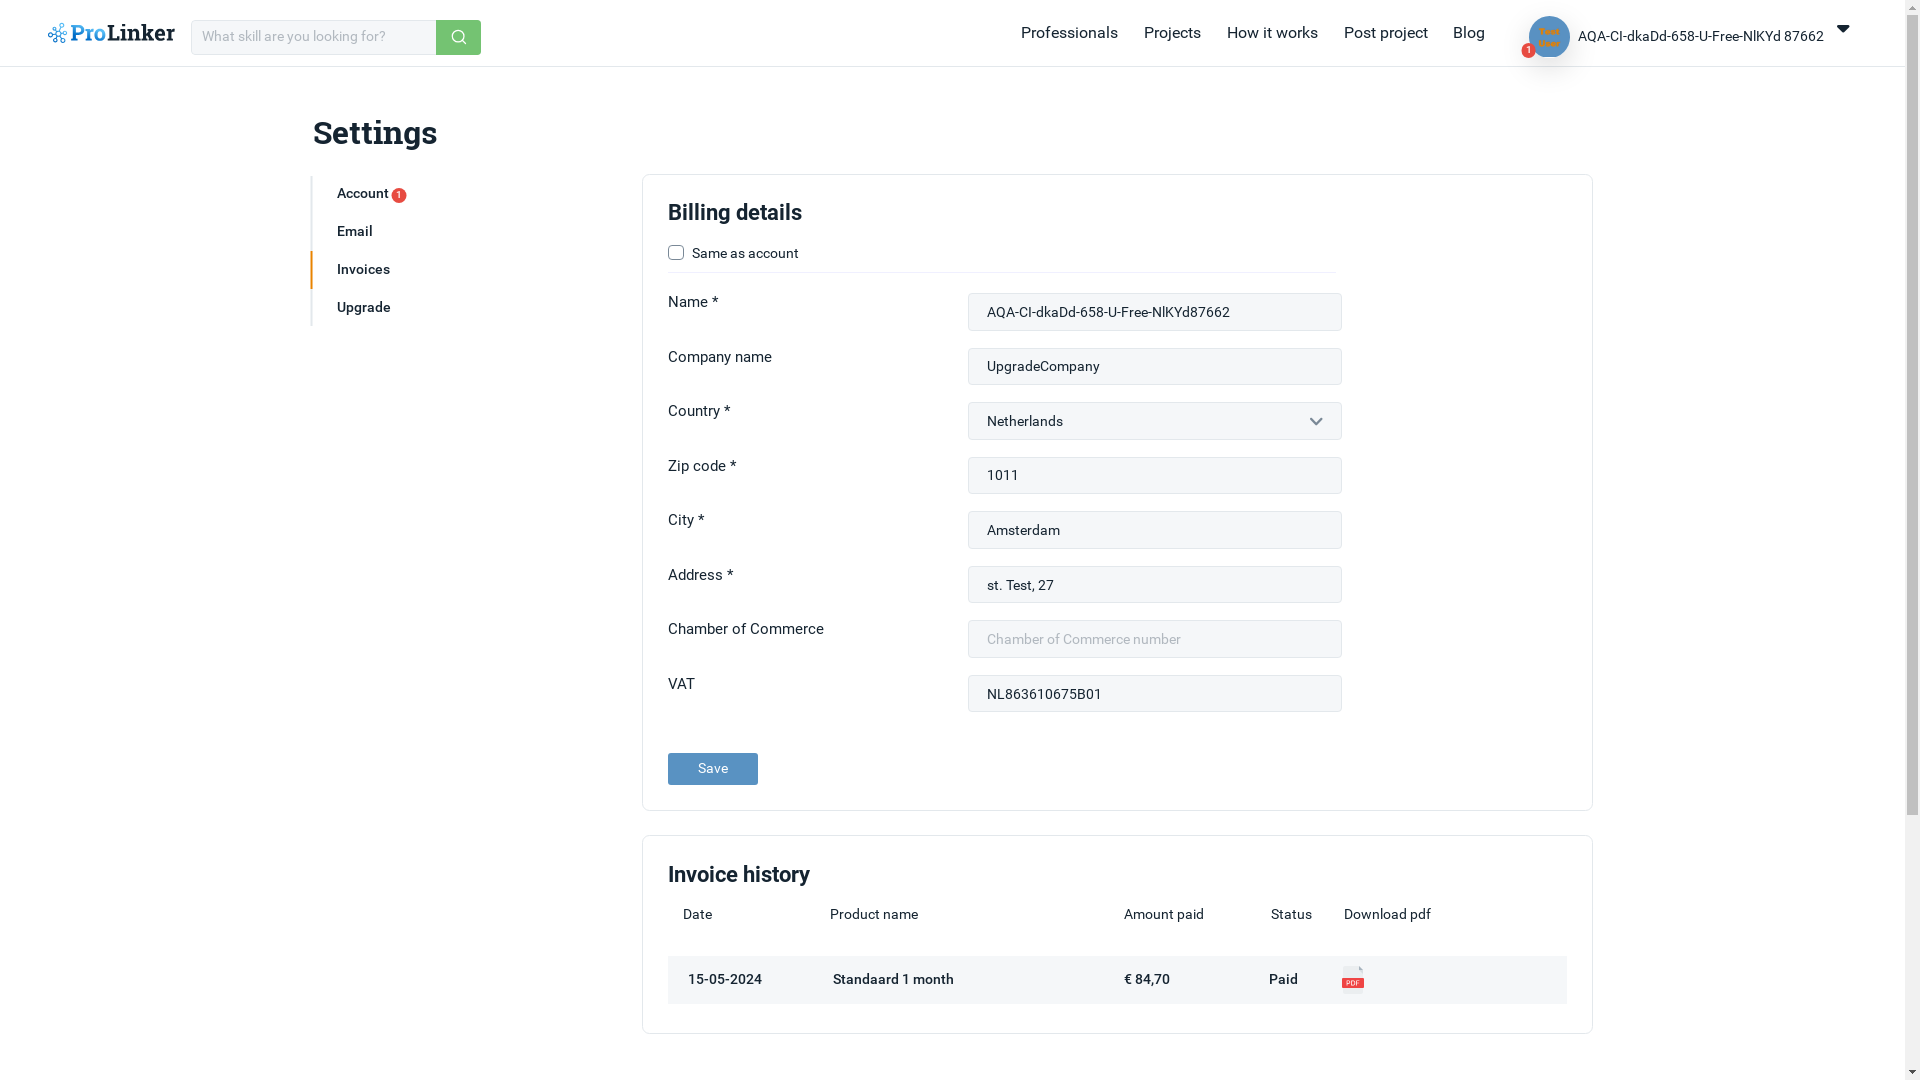 ProLinker
What skill are you looking for?
Professionals
Projects
How it works
Post project
Blog
Test
User
1
AQA-CI-dkaDd-658-U-Free-NlKYd 87662
Settings
Account 1
Email
Invoices
Upgrade
Billing details
Same as account
Name *
AQA-CI-dkaDd-658-U-Free-NlKYd87662
Company name
UpgradeCompany
Country *
Netherlands
Zip code *
1011
City *
Amsterdam
Address *
st. Test, 27
Chamber of Commerce
Chamber of Commerce number
VAT
NL863610675B01
Save
Invoice history
Date Product name Amount paid Status Download pdf
15-05-2024 Standaard 1 month € 84,70 Paid PDF